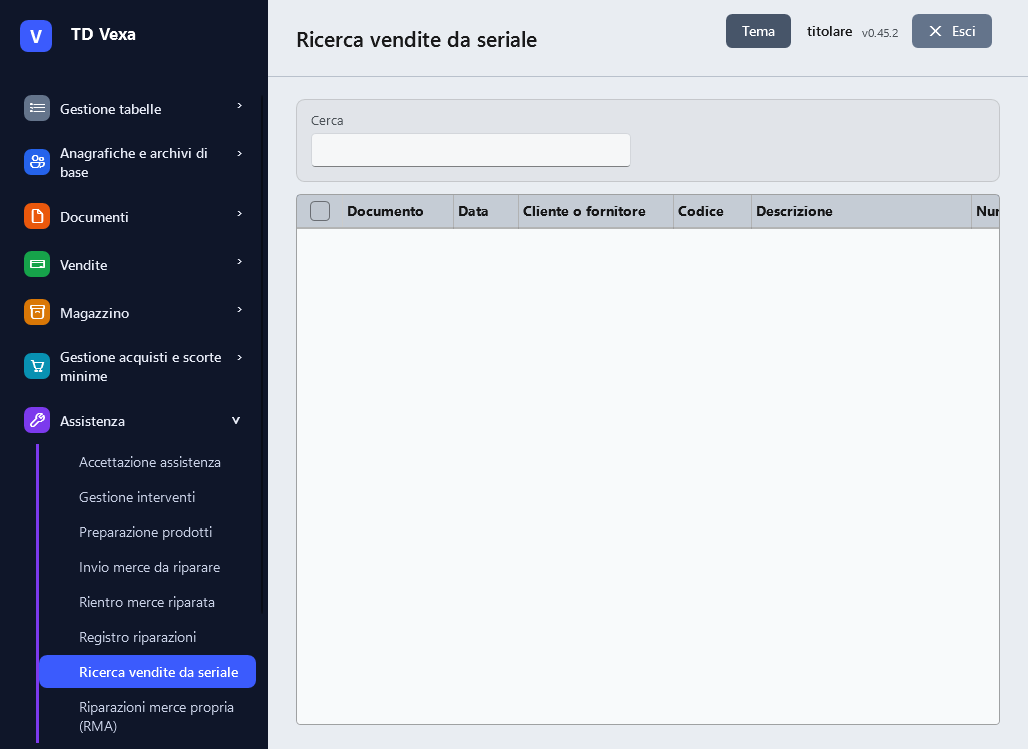 V
TD Vexa
Gestione tabelle
Anagrafiche e archivi di
base
Documenti
Vendite
Magazzino
Gestione acquisti e scorte
minime
Assistenza
Accettazione assistenza
Gestione interventi
Preparazione prodotti
Invio merce da riparare
Rientro merce riparata
Registro riparazioni
Ricerca vendite da seriale
Riparazioni merce propria
(RMA)
Ricerca vendite da seriale
Tema
titolare v0.45.2
Esci
Cerca
Documento Data Cliente o fornitore Codice Descrizione